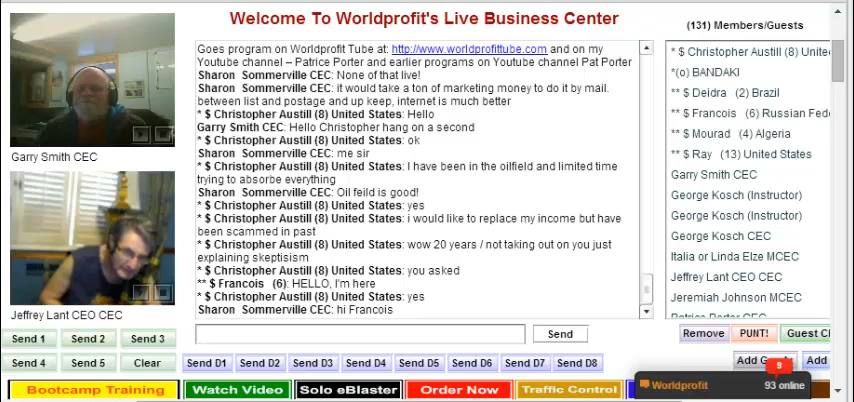 Welcome To Worldprofit's Live Business Center
(131) Members/Guests
Garry Smith CEC
Jeffrey Lant CEO CEC
Goes program on Worldprofit Tube at: http://www.worldprofittube.com and on my
Youtube channel – Patrice Porter and earlier programs on Youtube channel Pat Porter
Sharon Sommerville CEC: None of that live!
Sharon Sommerville CEC: it would take a ton of marketing money to do it by mail.
between list and postage and up keep, internet is much better
* $ Christopher Austill (8) United States: Hello
Garry Smith CEC: Hello Christopher hang on a second
* $ Christopher Austill (8) United States: ok
Sharon Sommerville CEC: me sir
* $ Christopher Austill (8) United States: I have been in the oilfield and limited time
trying to absorbe everything
Sharon Sommerville CEC: Oil feild is good!
* $ Christopher Austill (8) United States: yes
* $ Christopher Austill (8) United States: i would like to replace my income but have
been scammed in past
* $ Christopher Austill (8) United States: wow 20 years / not taking out on you just
explaining skeptisism
* $ Christopher Austill (8) United States: you asked
** $ Francois (6): HELLO, I'm here
* $ Christopher Austill (8) United States: yes
Sharon Sommerville CEC: hi Francois
* $ Christopher Austill (8) Unite
*(o) BANDAKI
** $ Deidra (2) Brazil
** $ Francois (6) Russian Fede
** $ Mourad (4) Algeria
** $ Ray (13) United States
Garry Smith CEC
George Kosch (Instructor)
George Kosch (Instructor)
George Kosch CEC
Italia or Linda Elze MCEC
Jeffrey Lant CEO CEC
Jeremiah Johnson MCEC
Patrice Porter CEC
Send 1 Send 2 Send 3
Send
Remove PUNT! Guest Cl
Send 4 Send 5 Clear
Send D1 Send D2 Send D3 Send D4 Send D5 Send D6 Send D7 Send D8
Add Add
9
Worldprofit 93 online
Bootcamp Training Watch Video Solo eBlaster Order Now Traffic Control